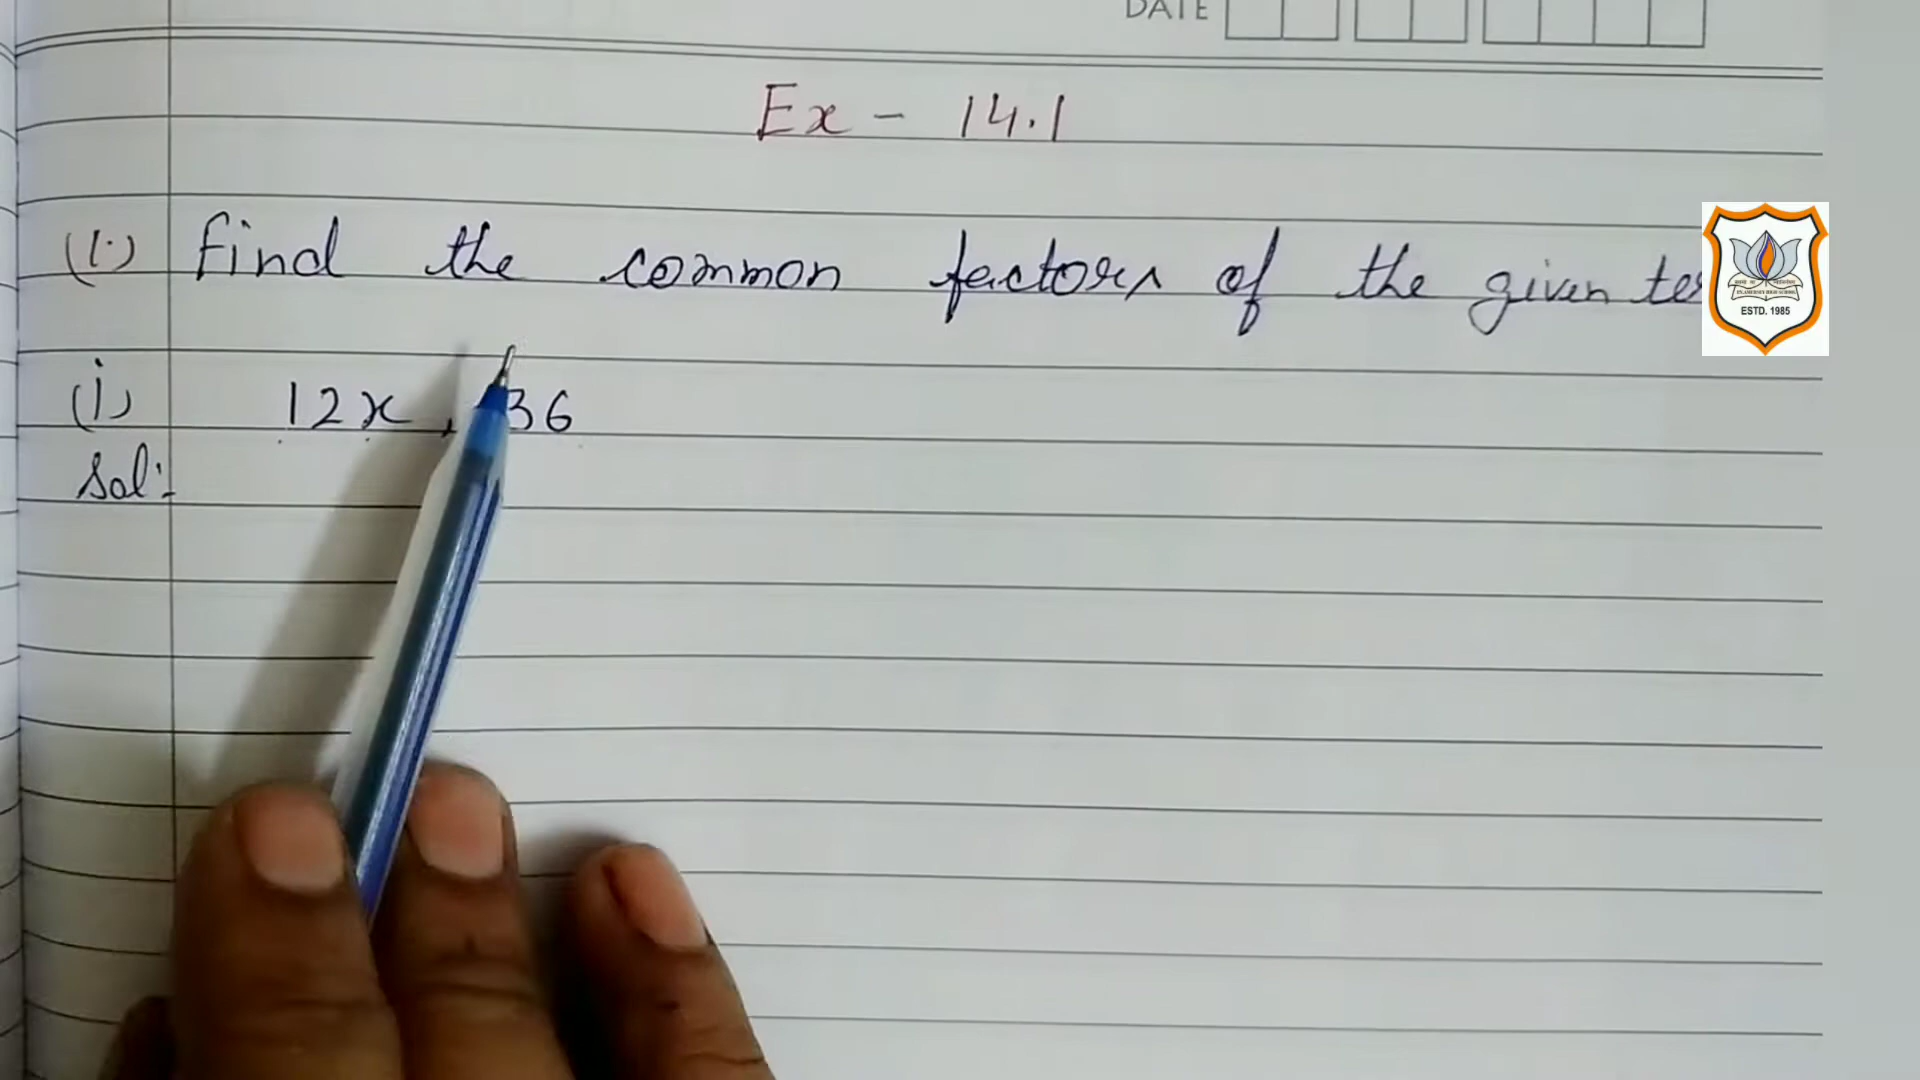 DATE
Ex - 14.1
(1.) Find the common factors of the given
(i) 12x, 36
Sol:-
ESTD. 1985